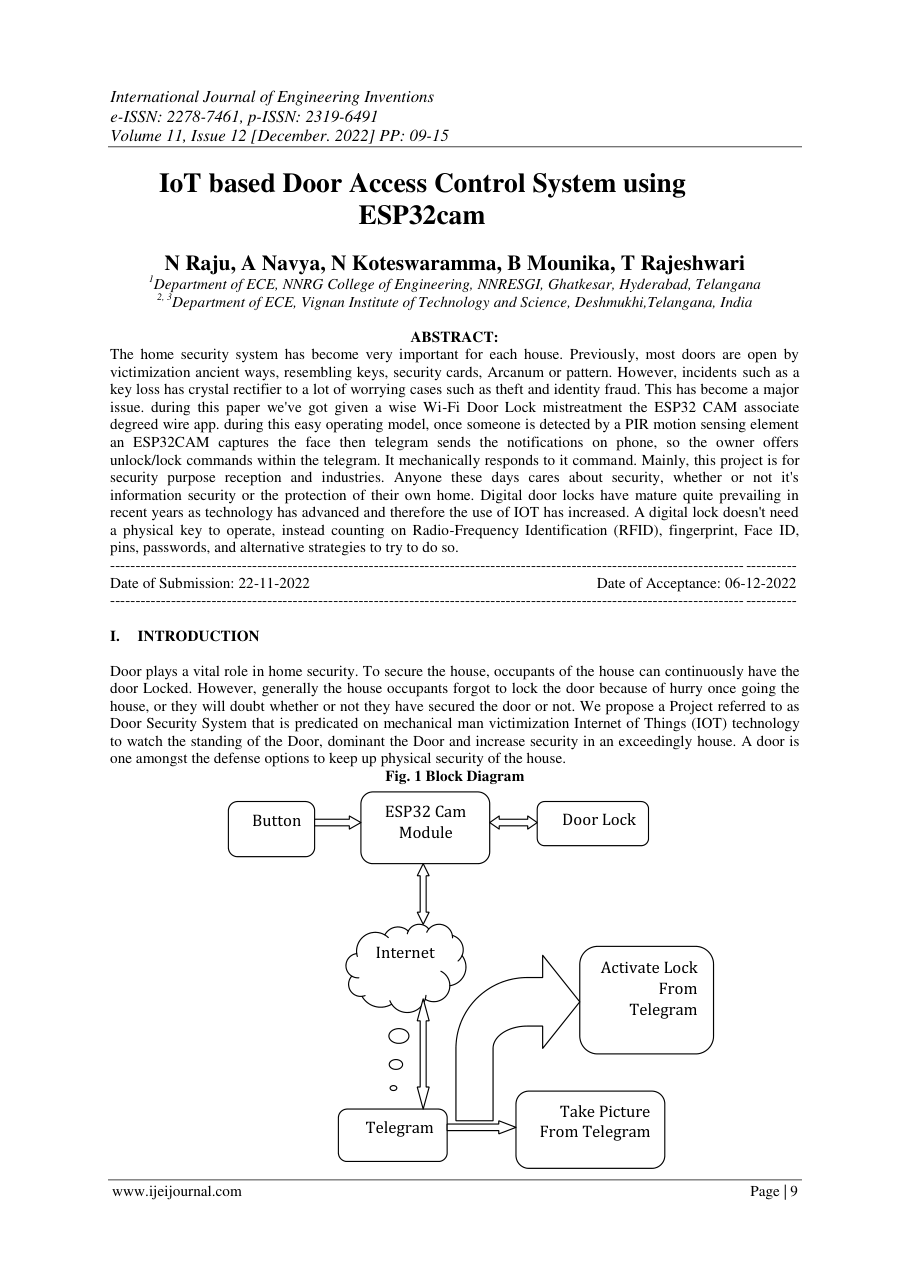 International Journal of Engineering Inventions
e-ISSN: 2278-7461, p-ISSN: 2319-6491
Volume 11, Issue 12 [December. 2022] PP: 09-15
IoT based Door Access Control System using
ESP32cam
N Raju, A Navya, N Koteswaramma, B Mounika, T Rajeshwari
1Department of ECE, NNRG College of Engineering, NNRESGI, Ghatkesar, Hyderabad, Telangana
2, 3Department of ECE, Vignan Institute of Technology and Science, Deshmukhi,Telangana, India
ABSTRACT:
The home security system has become very important for each house. Previously, most doors are open by
victimization ancient ways, resembling keys, security cards, Arcanum or pattern. However, incidents such as a
key loss has crystal rectifier to a lot of worrying cases such as theft and identity fraud. This has become a major
issue. during this paper we've got given a wise Wi-Fi Door Lock mistreatment the ESP32 CAM associate
degreed wire app. during this easy operating model, once someone is detected by a PIR motion sensing element
an ESP32CAM captures the face then telegram sends the notifications on phone, so the owner offers
unlock/lock commands within the telegram. It mechanically responds to it command. Mainly, this project is for
security purpose reception and industries. Anyone these days cares about security, whether or not it's
information security or the protection of their own home. Digital door locks have mature quite prevailing in
recent years as technology has advanced and therefore the use of IOT has increased. A digital lock doesn't need
a physical key to operate, instead counting on Radio-Frequency Identification (RFID), fingerprint, Face ID,
pins, passwords, and alternative strategies to try to do so.
Date of Submission: 22-11-2022 Date of Acceptance: 06-12-2022
I. INTRODUCTION
Door plays a vital role in home security. To secure the house, occupants of the house can continuously have the
door Locked. However, generally the house occupants forgot to lock the door because of hurry once going the
house, or they will doubt whether or not they have secured the door or not. We propose a Project referred to as
Door Security System that is predicated on mechanical man victimization Internet of Things (IOT) technology
to watch the standing of the Door, dominant the Door and increase security in an exceedingly house. A door is
one amongst the defense options to keep up physical security of the house.
Fig. 1 Block Diagram
Button
ESP32 Cam
Module
Door Lock
Internet
Activate Lock
From
Telegram
Telegram
Take Picture
From Telegram
www.ijeijournal.com Page | 9